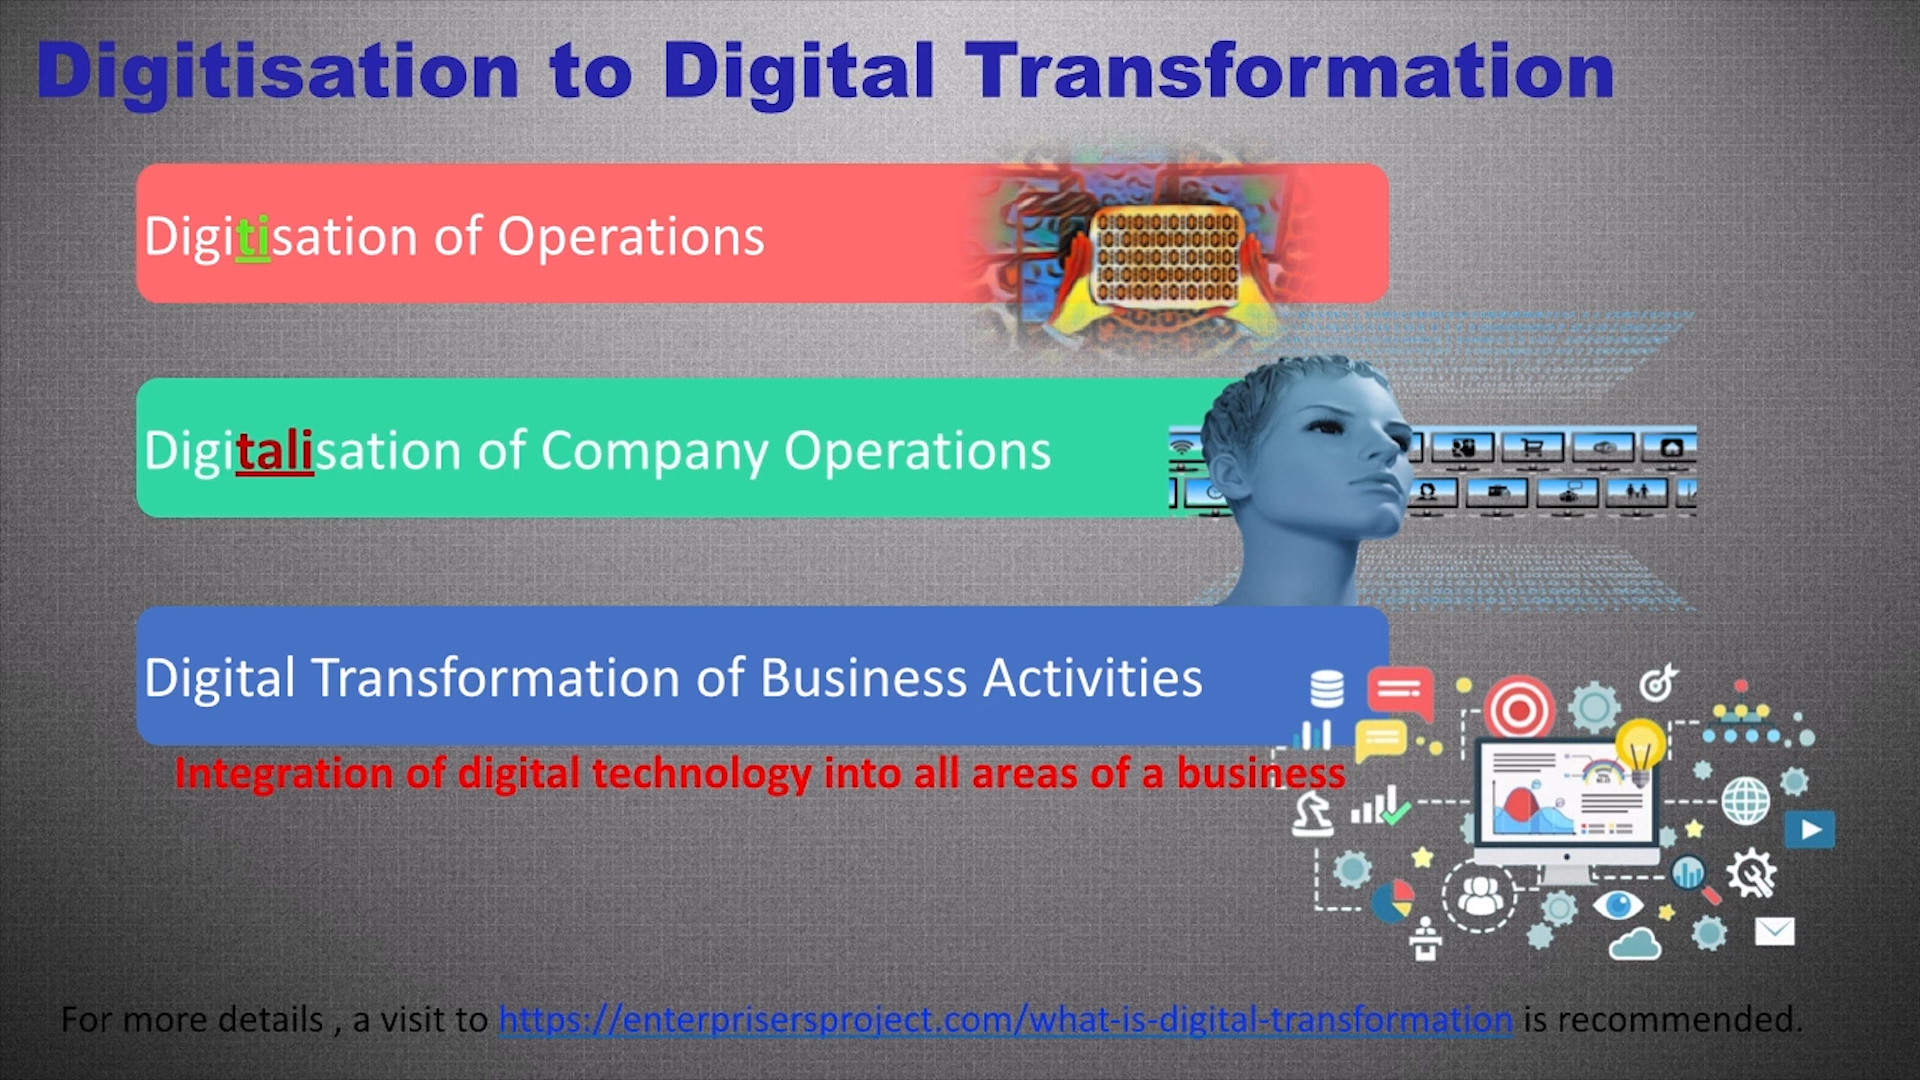 Digitisation to Digital Transformation
Digitisation of Operations
Digitalisation of Company Operations
Digital Transformation of Business Activities
Integration of digital technology into all areas of a business
For more details , a visit to https://enterprisersproject.com/what-is-digital-transformation is recommended.